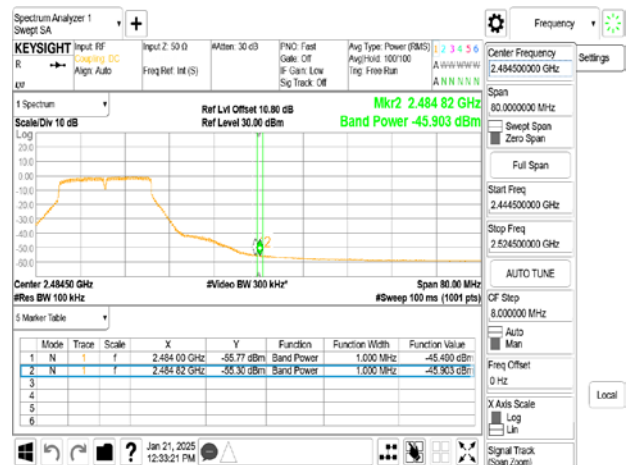 Spectrum Analyzer 1
Swept SA
Frequency
KEYSIGHT
R
Input: RF
Coupling: DC
Align: Auto
Input Z: 50 Ω
Freq Ref: Int (S)
#Atten: 30 dB
PNO: Fast
Gate: Off
IF Gain: Low
Sig Track: Off
Avg Type: Power (RMS)
Avg|Hold: 100/100
Trig: Free Run
1 2 3 4 5 6
A W W W W W
A N N N N N
1 Spectrum
Scale/Div 10 dB
Log
Ref Lvl Offset 10.80 dB
Ref Level 30.00 dBm
Mkr2 2.484 82 GHz
Band Power -45.903 dBm
20.0
10.0
0.00
-10.0
-20.0
-30.0
-40.0
-50.0
-60.0
2
Center 2.48450 GHz
#Res BW 100 kHz
#Video BW 300 kHz*
Span 80.00 MHz
#Sweep 100 ms (1001 pts)
5 Marker Table
Mode Trace Scale X Y Function Function Width Function Value
1 N 1 f 2.484 00 GHz -55.77 dBm Band Power 1.000 MHz -45.490 dBm
2 N 1 f 2.484 82 GHz -55.30 dBm Band Power 1.000 MHz -45.903 dBm
3
4
5
6
Jan 21, 2025
12:33:21 PM
?
Center Frequency
2.484500000 GHz
Settings
Span
80.0000000 MHz
Swept Span
Zero Span
Full Span
Start Freq
2.444500000 GHz
Stop Freq
2.524500000 GHz
AUTO TUNE
CF Step
8.000000 MHz
Auto
Man
Freq Offset
0 Hz
X Axis Scale
Log
Lin
Local
Signal Track
(Span Zoom)